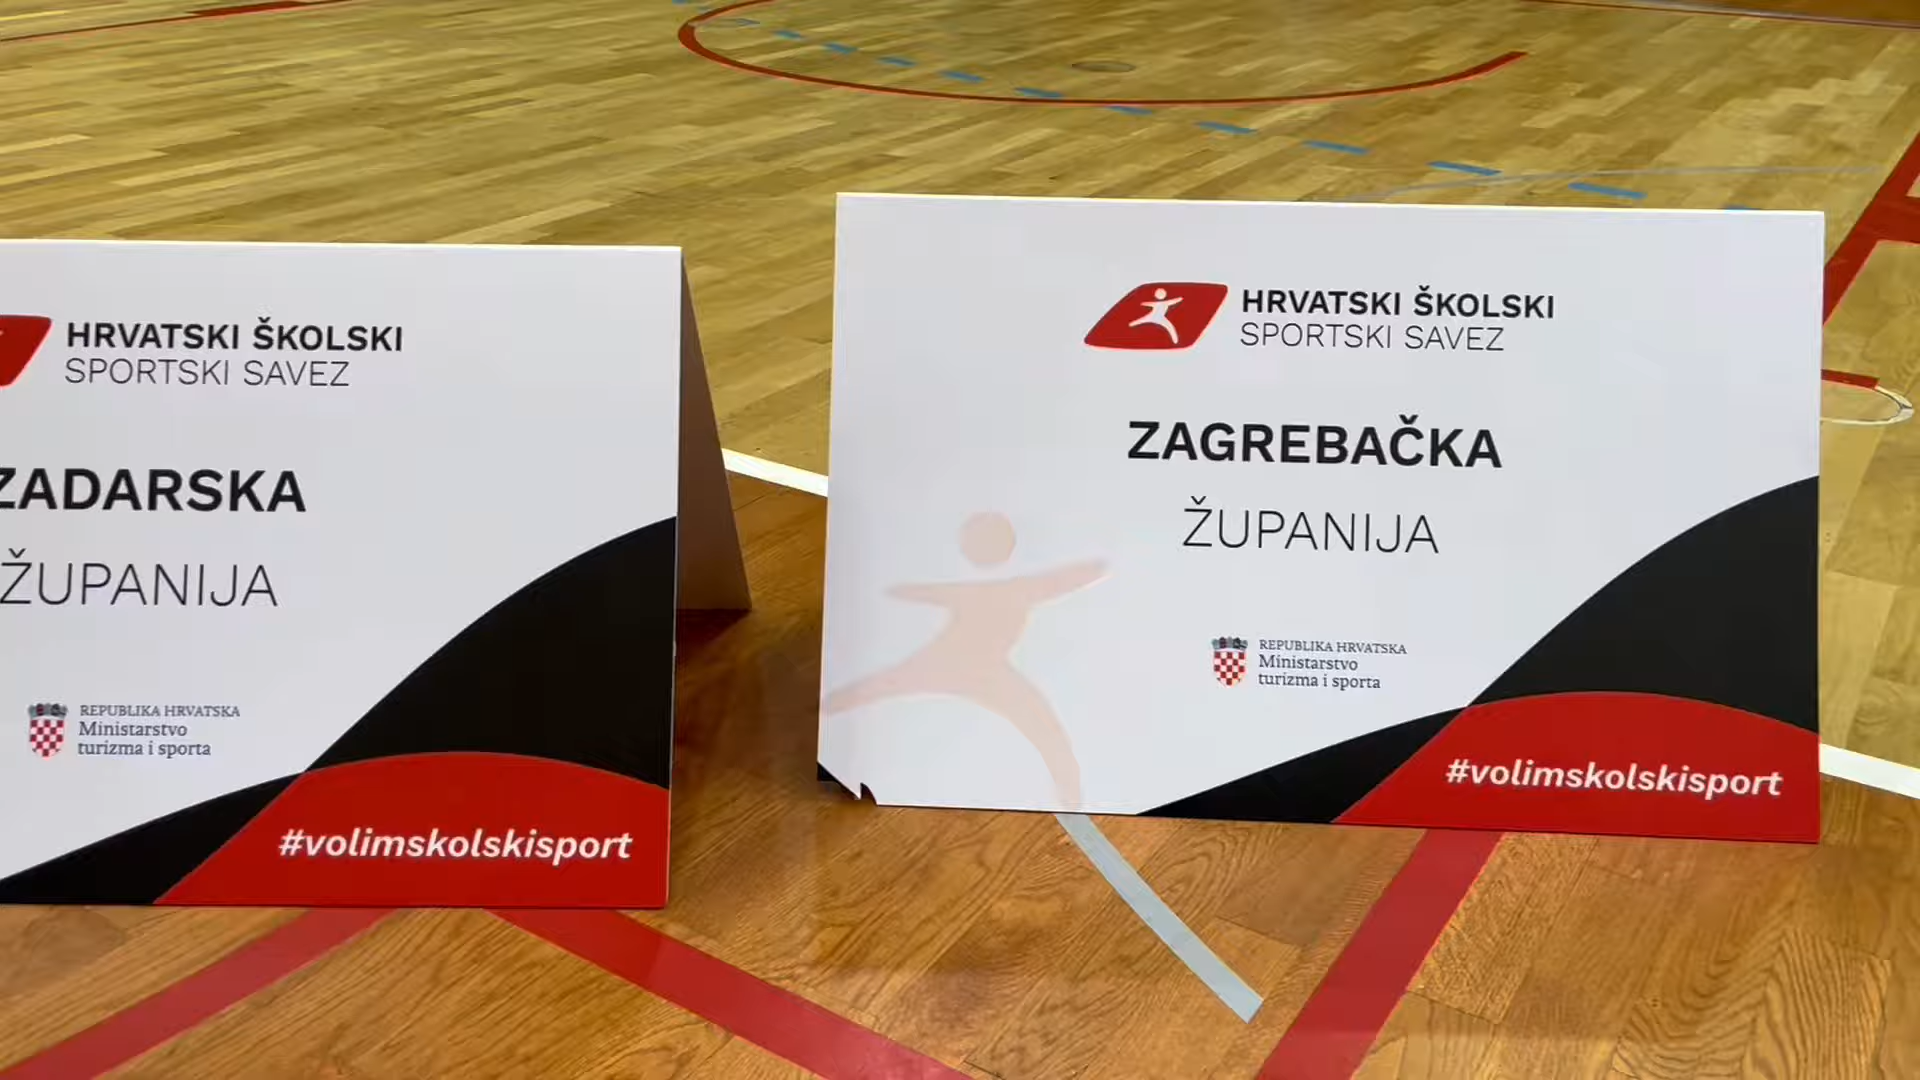 HRVATSKI ŠKOLSKI
SPORTSKI SAVEZ
ZADARSKA
ŽUPANIJA
REPUBLIKA HRVATSKA
Ministarstvo
turizma i sporta
#volimskolskisport
HRVATSKI ŠKOLSKI
SPORTSKI SAVEZ
ZAGREBAČKA
ŽUPANIJA
REPUBLIKA HRVATSKA
Ministarstvo
turizma i sporta
#volimskolskisport